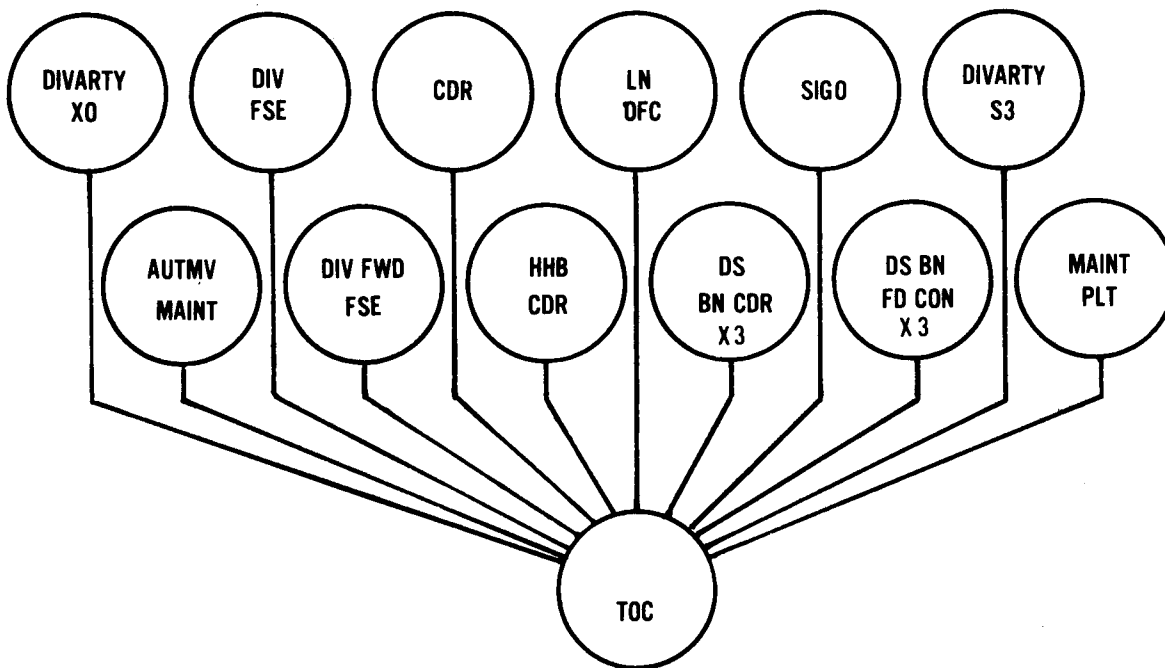 DIVARTY
XO
DIV
FSE
CDR
LN
OFC
SIGO
DIVARTY
S3
AUTMV
MAINT
DIV FWD
FSE
HHB
CDR
DS
BN CDR
X 3
DS BN
FD CON
X 3
MAINT
PLT
TOC